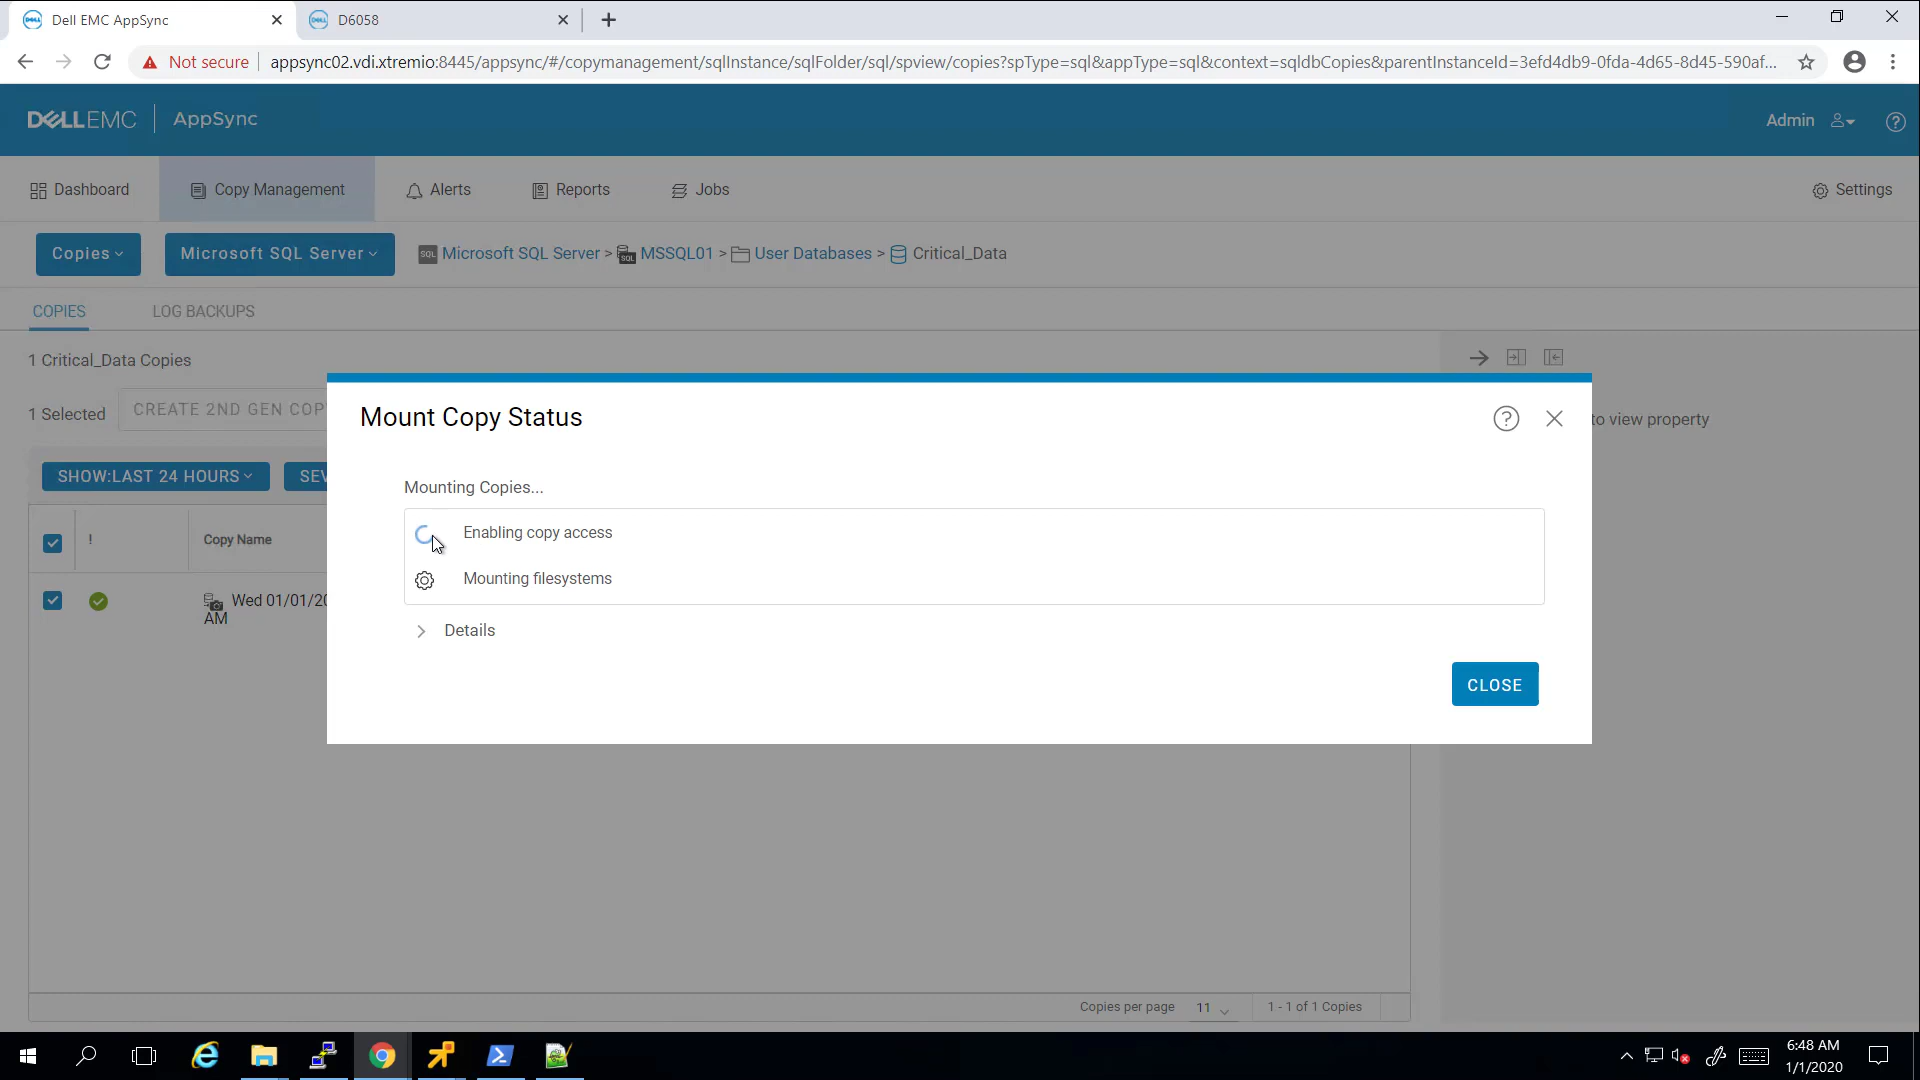 Dell EMC AppSync
D6058
Not secure
appsync02.vdi.xtremio:8445/appsync/#/copymanagement/sqlInstance/sqlFolder/sql/spview/copies?spType=sql&appType=sql&context=sqldbCopies&parentInstanceId=3efd4db9-0fda-4d65-8d45-590af...
DELLEMC
AppSync
Admin
Dashboard
Copy Management
Alerts
Reports
Jobs
Settings
Copies
Microsoft SQL Server
Microsoft SQL Server > MSSQL01 > User Databases > Critical_Data
COPIES
LOG BACKUPS
1 Critical_Data Copies
1 Selected
CREATE 2ND GEN COP
to view property
SHOW:LAST 24 HOURS
SEV
! Copy Name
Wed 01/01/20
AM
Mount Copy Status
Mounting Copies...
Enabling copy access
Mounting filesystems
Details
CLOSE
Copies per page 11
1 - 1 of 1 Copies
6:48 AM
1/1/2020